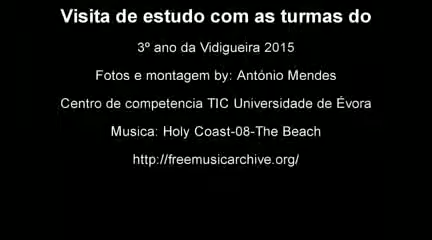 Visita de estudo com as turmas do
3º ano da Vidigueira 2015
Fotos e montagem by: António Mendes
Centro de competencia TIC Universidade de Évora
Musica: Holy Coast-08-The Beach
http://freemusicarchive.org/